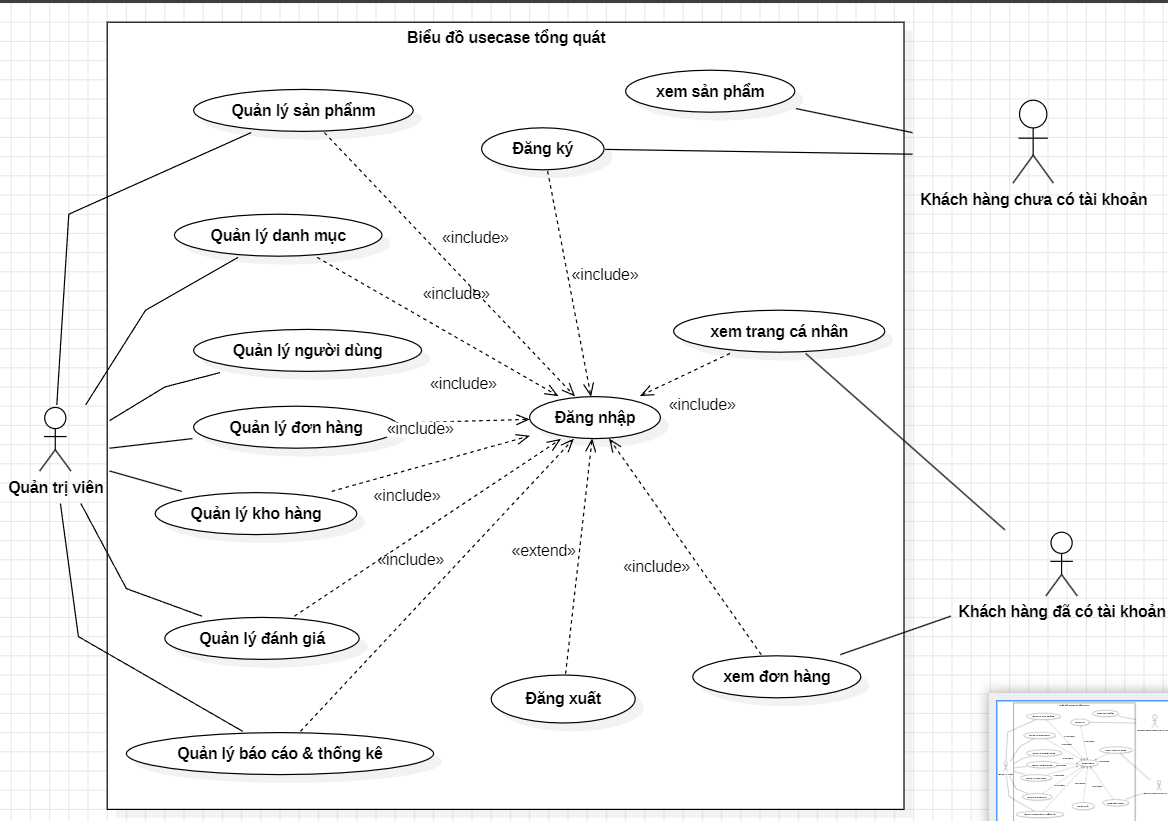 Biểu đồ usecase tổng quát
xem sản phẩm
Quản lý sản phẩnm
Đăng ký
Khách hàng chưa có tài khoản
Quản lý danh mục
«include»
«include»
«include»
xem trang cá nhân
Quản lý người dùng
«include»
«include»
Đăng nhập
Quản lý đơn hàng
«include»
Quản trị viên
«include»
Quản lý kho hàng
«extend»
«include»
«include»
Khách hàng đã có tài khoản
Quản lý đánh giá
xem đơn hàng
Đăng xuất
Quản lý báo cáo & thống kê